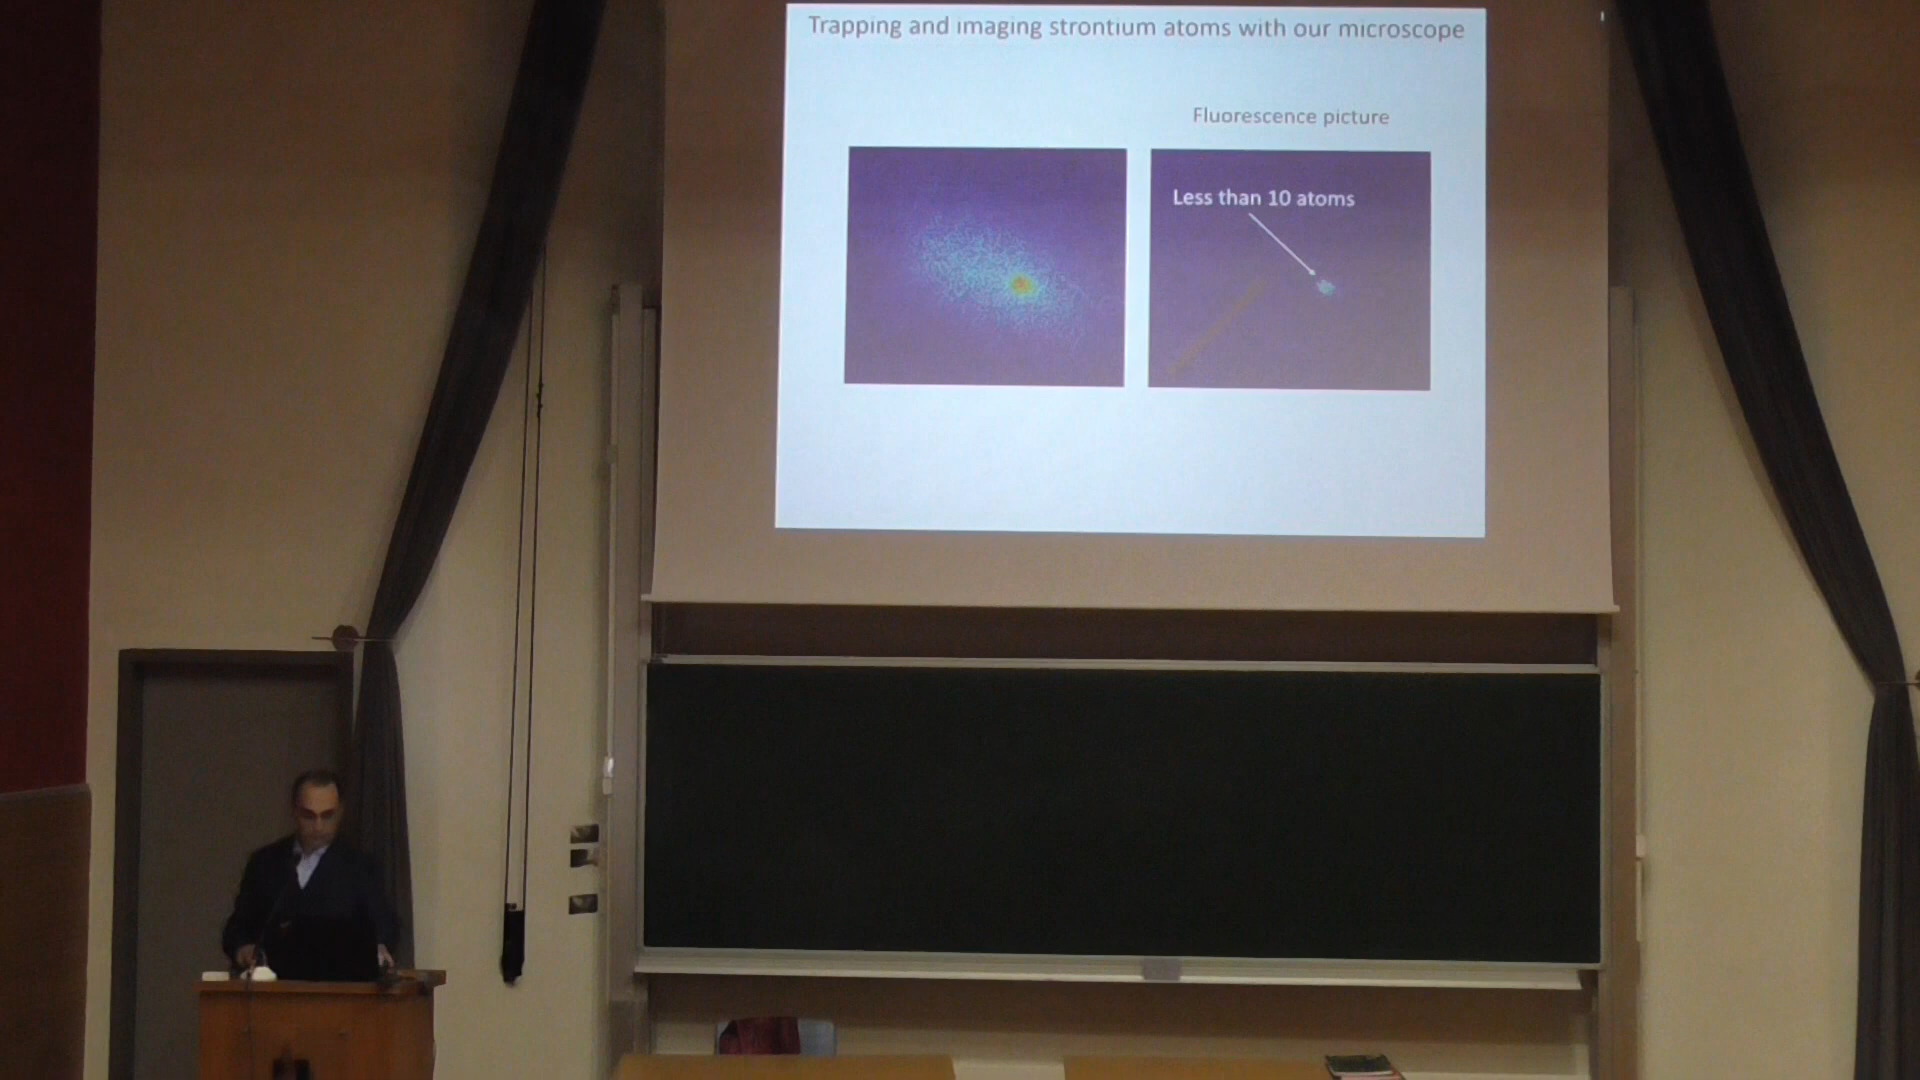 Trapping and imaging strontium atoms with our microscope
Fluorescence picture
Less than 10 atoms